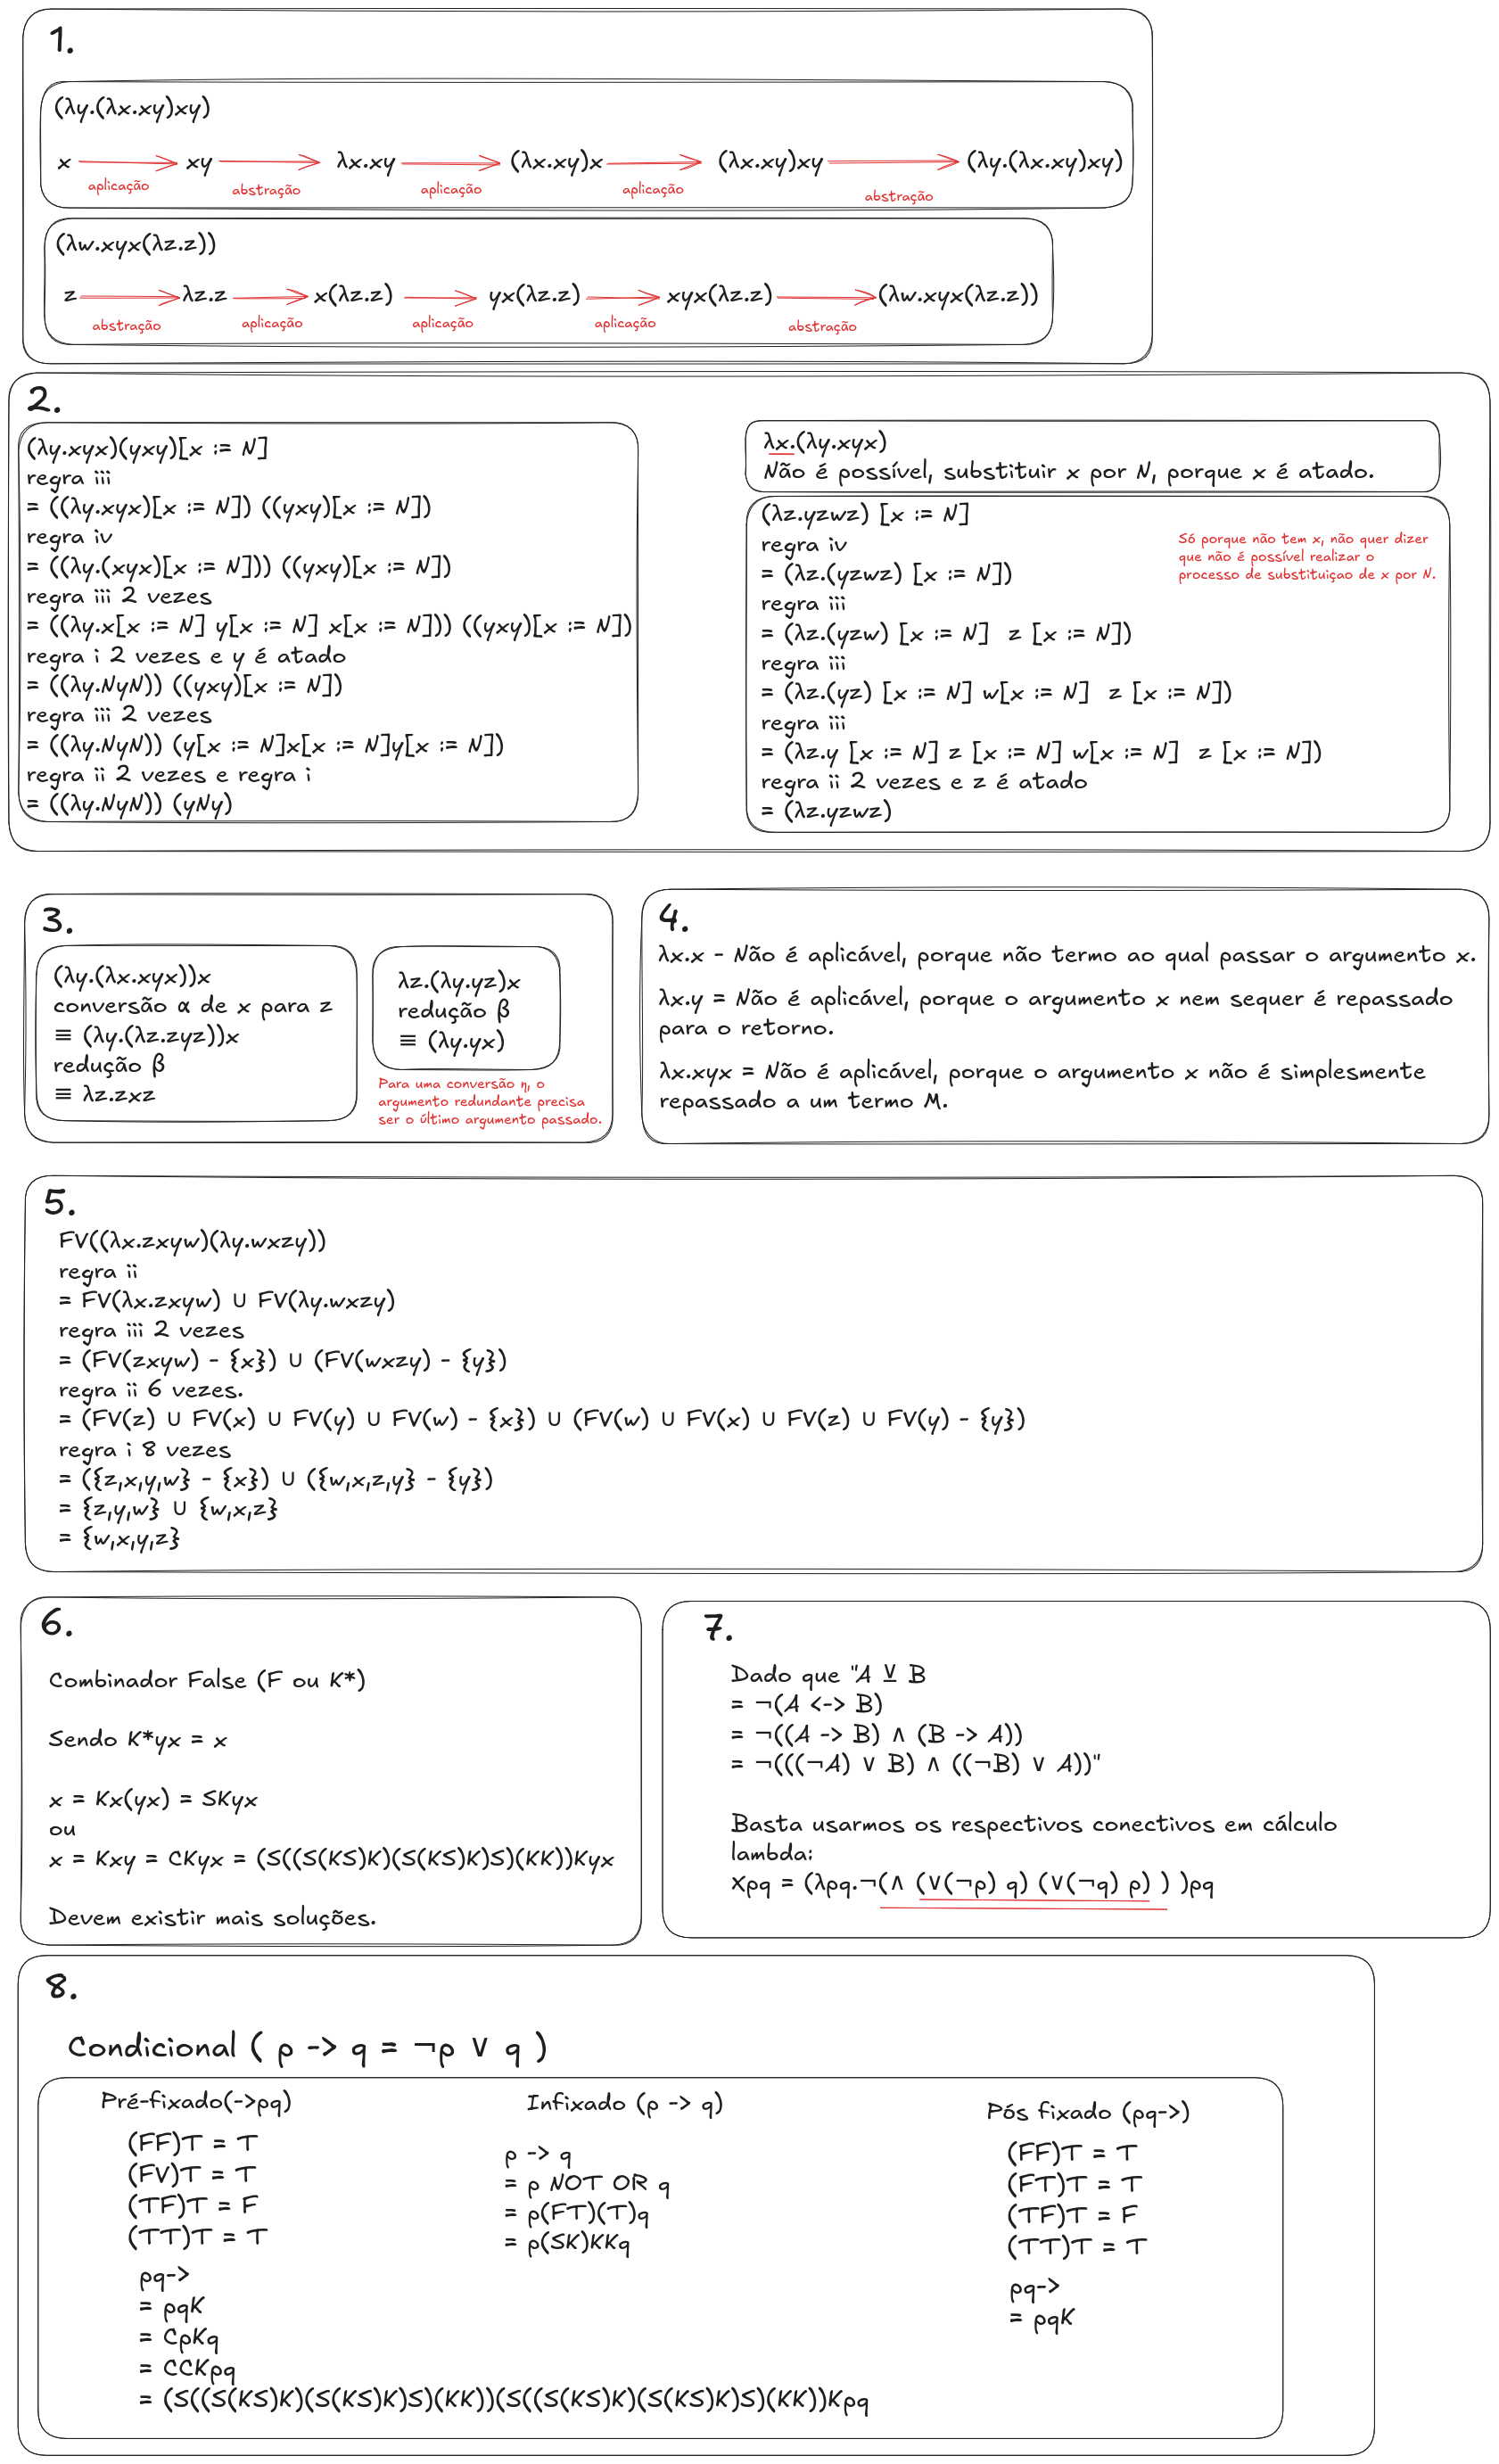 1.
(λy.(λx.xy)xy)
x → xy → λx.xy → (λx.xy)x → (λx.xy)xy → (λy.(λx.xy)xy)
aplicação abstração aplicação aplicação abstração
(λw.xyx(λz.z))
z → λz.z → x(λz.z) → yx(λz.z) → xyx(λz.z) → (λw.xyx(λz.z))
abstração aplicação aplicação aplicação abstração
2.
(λy.xyx)(yxy)[x := N]
regra iii
= ((λy.xyx)[x := N]) ((yxy)[x := N])
regra iv
= ((λy.(xyx)[x := N])) ((yxy)[x := N])
regra iii 2 vezes
= ((λy.x[x := N] y[x := N] x[x := N])) ((yxy)[x := N])
regra i 2 vezes e y é atado
= ((λy.NyN)) ((yxy)[x := N])
regra iii 2 vezes
= ((λy.NyN)) (y[x := N]x[x := N]y[x := N])
regra ii 2 vezes e regra i
= ((λy.NyN)) (yNy)
λx.(λy.xyx)
Não é possível, substituir x por N, porque x é atado.
(λz.yzwz) [x := N]
regra iv
= (λz.(yzwz) [x := N])
regra iii
= (λz.(yzw) [x := N] z [x := N])
regra iii
= (λz.(yz) [x := N] w[x := N] z [x := N])
regra iii
= (λz.y [x := N] z [x := N] w[x := N] z [x := N])
regra ii 2 vezes e z é atado
= (λz.yzwz)
Só porque não tem x, não quer dizer
que não é possível realizar o
processo de substituiçao de x por N.
3.
(λy.(λx.xyx))x
conversão α de x para z
≡ (λy.(λz.zyz))x
redução β
≡ λz.zxz
λz.(λy.yz)x
redução β
≡ (λy.yx)
Para uma conversão η, o
argumento redundante precisa
ser o último argumento passado.
4.
λx.x - Não é aplicável, porque não termo ao qual passar o argumento x.
λx.y = Não é aplicável, porque o argumento x nem sequer é repassado
para o retorno.
λx.xyx = Não é aplicável, porque o argumento x não é simplesmente
repassado a um termo M.
5.
FV((λx.zxyw)(λy.wxzy))
regra ii
= FV(λx.zxyw) ∪ FV(λy.wxzy)
regra iii 2 vezes
= (FV(zxyw) - {x}) ∪ (FV(wxzy) - {y})
regra ii 6 vezes.
= (FV(z) ∪ FV(x) ∪ FV(y) ∪ FV(w) - {x}) ∪ (FV(w) ∪ FV(x) ∪ FV(z) ∪ FV(y) - {y})
regra i 8 vezes
= ({z,x,y,w} - {x}) ∪ ({w,x,z,y} - {y})
= {z,y,w} ∪ {w,x,z}
= {w,x,y,z}
6.
Combinador False (F ou K*)
Sendo K*yx = x
x = Kx(yx) = SKyx
ou
x = Kxy = CKyx = (S((S(KS)K)(S(KS)K)S)(KK))Kyx
Devem existir mais soluções.
7.
Dado que "A ⊻ B
= ¬(A <-> B)
= ¬((A -> B) ∧ (B -> A))
= ¬(((¬A) ∨ B) ∧ ((¬B) ∨ A))"
Basta usarmos os respectivos conectivos em cálculo
lambda:
Xpq = (λpq.¬(∧ (∨(¬p) q) (∨(¬q) p) ) )pq
8.
Condicional ( p -> q = ¬p ∨ q )
Pré-fixado(->pq)
(FF)T = T
(FV)T = T
(TF)T = F
(TT)T = T
pq->
= pqK
= CpKq
= CCKpq
= (S((S(KS)K)(S(KS)K)S)(KK))(S((S(KS)K)(S(KS)K)S)(KK))Kpq
Infixado (p -> q)
p -> q
= p NOT OR q
= p(FT)(T)q
= p(SK)KKq
Pós fixado (pq->)
(FF)T = T
(FT)T = T
(TF)T = F
(TT)T = T
pq->
= pqK